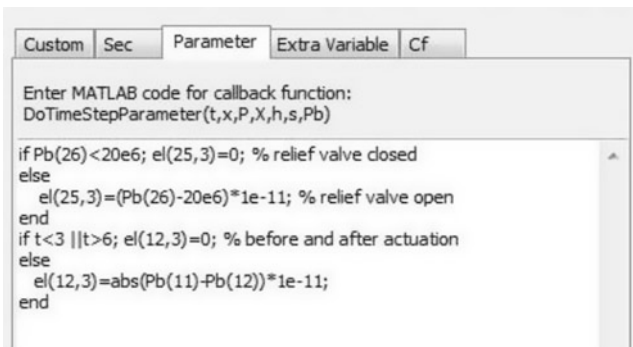 Custom Sec Parameter Extra Variable Cf
Enter MATLAB code for callback function:
DoTimeStepParameter(t,x,P,X,h,s,Pb)
if Pb(26)<20e6; el(25,3)=0; % relief valve closed
else
el(25,3)=(Pb(26)-20e6)*1e-11; % relief valve open
end
if t<3 ||t>6; el(12,3)=0; % before and after actuation
else
el(12,3)=abs(Pb(11)-Pb(12))*1e-11;
end